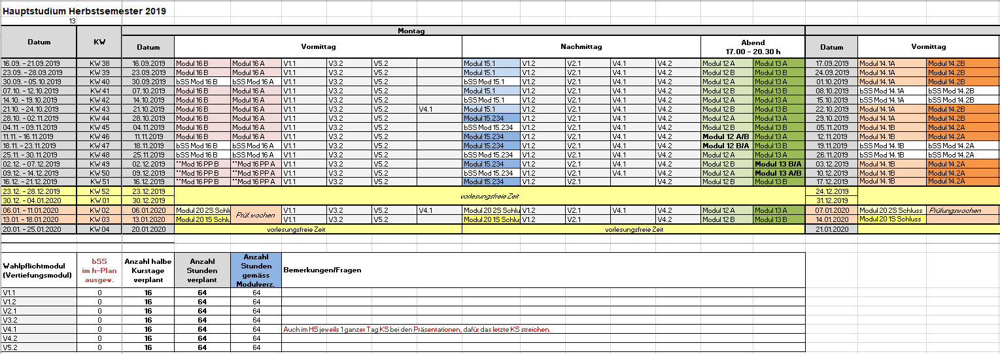 Hauptstudium Herbstsemester 2019
13
Montag
Datum KW Datum Vormittag Nachmittag Abend 17.00 - 20.30 h Datum Vormittag
16.09. - 21.09.2019 KW 38 16.09.2019 Modul 16 B Modul 16 A V1.1 V3.2 V5.2 Modul 15.1 V1.2 V2.1 V4.1 V4.2 Modul 12 A Modul 13 A 17.09.2019 Modul 14.1A Modul 14.2B
23.09. - 28.09.2019 KW 39 23.09.2019 Modul 16 B Modul 16 A V1.1 V3.2 V5.2 Modul 15.1 V1.2 V2.1 V4.1 V4.2 Modul 12 B Modul 13 B 24.09.2019 Modul 14.1A Modul 14.2B
30.09. - 05.10.2019 KW 40 30.09.2019 bSS Mod 16 B bSS Mod 16 A V1.1 V3.2 V5.2 bSS Mod 15.1 V1.2 V2.1 V4.1 V4.2 Modul 12 A Modul 13 A 01.10.2019 Modul 14.1A Modul 14.2B
07.10. - 12.10.2019 KW 41 07.10.2019 Modul 16 B Modul 16 A V1.1 V3.2 V5.2 Modul 15.1 V1.2 V2.1 V4.1 V4.2 Modul 12 B Modul 13 B 08.10.2019 bSS Mod 14.1A bSS Mod 14.2B
14.10. - 19.10.2019 KW 42 14.10.2019 Modul 16 B Modul 16 A V1.1 V3.2 V5.2 bSS Mod 15.1 V1.2 V2.1 V4.1 V4.2 Modul 12 A Modul 13 A 15.10.2019 bSS Mod 14.1A bSS Mod 14.2B
21.10. - 24.10.2019 KW 43 21.10.2019 Modul 16 B Modul 16 A V1.1 V3.2 V5.2 V4.1 Modul 15.1 V1.2 V2.1 V4.1 V4.2 Modul 12 B Modul 13 B 22.10.2019 Modul 14.1A Modul 14.2B
28.10. - 02.11.2019 KW 44 28.10.2019 Modul 16 B Modul 16 A V1.1 V3.2 V5.2 Modul 15.234 V1.2 V2.1 V4.1 V4.2 Modul 12 A Modul 13 A 29.10.2019 Modul 14.1A Modul 14.2B
04.11. - 09.11.2019 KW 45 04.11.2019 Modul 16 B Modul 16 A V1.1 V3.2 V5.2 bSS Mod 15.234 V1.2 V2.1 V4.1 V4.2 Modul 12 B Modul 13 B 05.11.2019 Modul 14.1B Modul 14.2A
11.11. - 16.11.2019 KW 46 11.11.2019 Modul 16 B Modul 16 A V1.1 V3.2 V5.2 Modul 15.234 V1.2 V2.1 V4.1 V4.2 Modul 12 A/B Modul 13 A 12.11.2019 Modul 14.1B Modul 14.2A
18.11. - 23.11.2019 KW 47 18.11.2019 bSS Mod 16 B bSS Mod 16 A V1.1 V3.2 V5.2 Modul 15.234 V1.2 V2.1 V4.1 V4.2 Modul 12 B/A Modul 13 B 19.11.2019 bSS Mod 14.1B bSS Mod 14.2A
25.11. - 30.11.2019 KW 48 25.11.2019 bSS Mod 16 B bSS Mod 16 A V1.1 V3.2 V5.2 bSS Mod 15.234 V1.2 V2.1 V4.1 V4.2 Modul 12 A Modul 13 A 26.11.2019 bSS Mod 14.1B bSS Mod 14.2A
02.12. - 07.12.2019 KW 49 02.12.2019 **Mod 16 PP B **Mod 16 PP A V1.1 V3.2 V5.2 Modul 15.234 V1.2 V2.1 V4.1 V4.2 Modul 12 B Modul 13 B/A 03.12.2019 Modul 14.1B Modul 14.2A
09.12. - 14.12.2019 KW 50 09.12.2019 **Mod 16 PP B **Mod 16 PP A V1.1 V3.2 V5.2 bSS Mod 15.234 V1.2 V2.1 V4.1 V4.2 Modul 12 A Modul 13 A/B 10.12.2019 Modul 14.1B Modul 14.2A
16.12. - 21.12.2019 KW 51 16.12.2019 **Mod 16 PP B **Mod 16 PP A V1.1 V3.2 V5.2 Modul 15.234 V1.2 V2.1 V4.2 Modul 12 B Modul 13 B 17.12.2019 Modul 14.1B Modul 14.2A
23.12. - 28.12.2019 KW 52 23.12.2019 vorlesungsfreie Zeit 24.12.2019
30.12. - 04.01.2020 KW 01 30.12.2019 31.12.2019
06.01. - 11.01.2020 KW 02 06.01.2020 Modul 20 2S Schlu Prüf.wochen V1.1 V3.2 V5.2 V4.1 Modul 20 2S Schlu V1.2 V2.1 V4.1 V4.2 Modul 12 A Modul 13 A 07.01.2020 Modul 20 2S Schluss Prüfungswochen
13.01. - 18.01.2020 KW 03 13.01.2020 Modul 20 1S Schlu V1.1 V3.2 V5.2 Modul 20 1S Schlu V1.2 V2.1 V4.1 V4.2 Modul 12 B Modul 13 B 14.01.2020 Modul 20 1S Schluss
20.01. - 25.01.2020 KW 04 20.01.2020 vorlesungsfreie Zeit vorlesungsfreie Zeit 21.01.2020
Wahlpflichtmodul (Vertiefungsmodul) bSS im h-Plan ausgew. Anzahl halbe Kurstage verplant Anzahl Stunden verplant Anzahl Stunden gemäss Modulverz. Bemerkungen/Fragen
V1.1 0 16 64 64
V1.2 0 16 64 64
V2.1 0 16 64 64
V3.2 0 16 64 64
V4.1 0 16 64 64 Auch im HS jeweils 1 ganzer Tag KS bei den Präsentationen, dafür das letzte KS streichen.
V4.2 0 16 64 64
V5.2 0 16 64 64